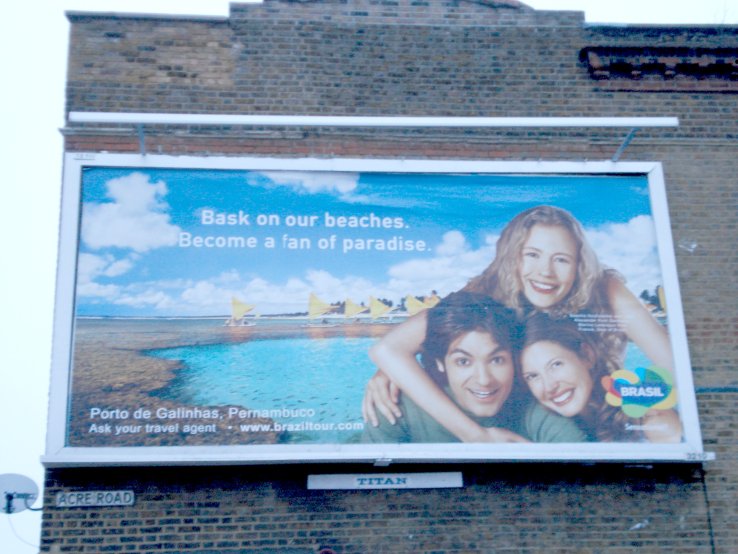 Bask on our beaches.
Become a fan of paradise.
BRASIL
Porto de Galinhas, Pernambuco
Ask your travel agent • www.braziltour.com
3210
TITAN
ACRE ROAD